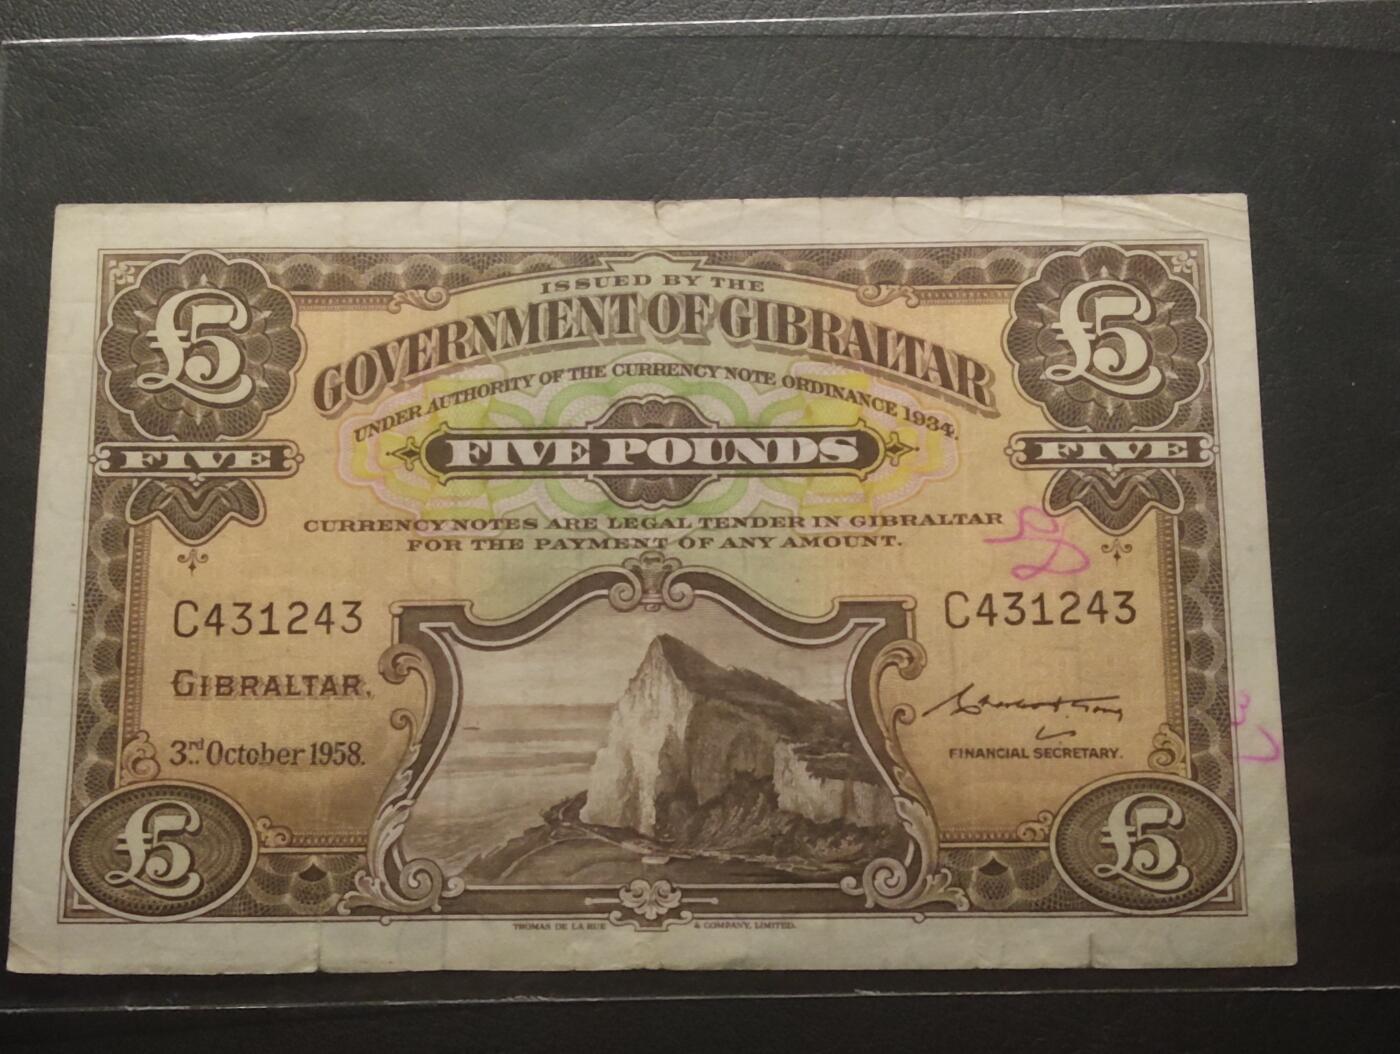 ISSUED BY THE
GOVERNMENT OF GIBRALTAR
UNDER AUTHORITY OF THE CURRENCY NOTE ORDINANCE 1934.
£5
£5
FIVE
FIVE POUNDS
FIVE
CURRENCY NOTES ARE LEGAL TENDER IN GIBRALTAR
FOR THE PAYMENT OF ANY AMOUNT.
C431243
C431243
GIBRALTAR,
3rd October 1958.
FINANCIAL SECRETARY.
£5
£5
THOMAS DE LA RUE & COMPANY, LIMITED.